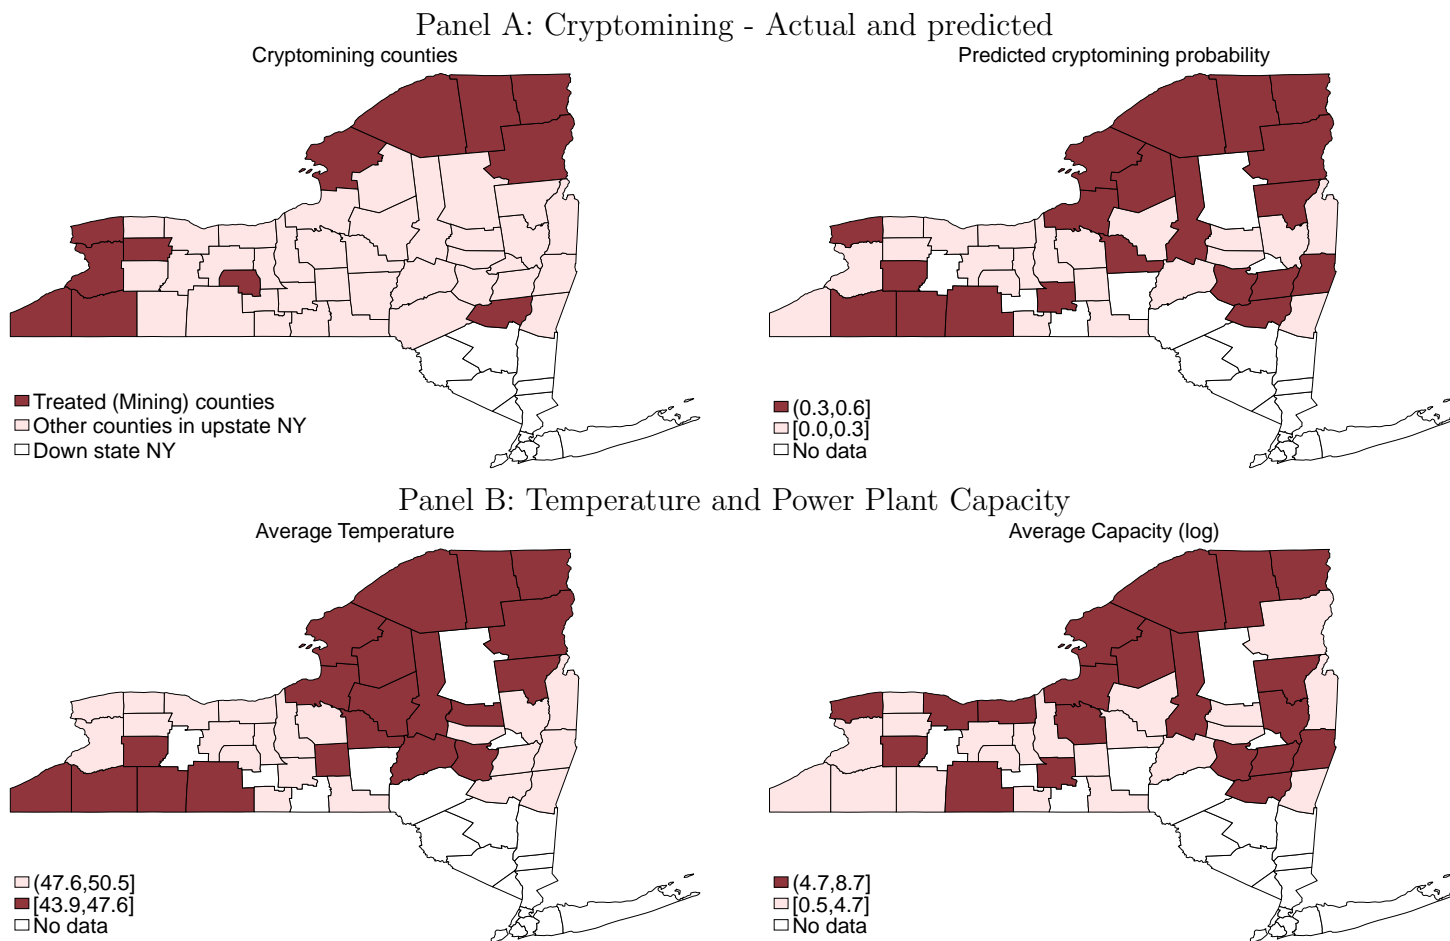 Panel A: Cryptomining - Actual and predicted
Cryptomining counties
Predicted cryptomining probability
Treated (Mining) counties
Other counties in upstate NY
Down state NY
(0.3,0.6]
[0.0,0.3]
No data
Panel B: Temperature and Power Plant Capacity
Average Temperature
Average Capacity (log)
(47.6,50.5]
[43.9,47.6]
No data
(4.7,8.7]
[0.5,4.7]
No data